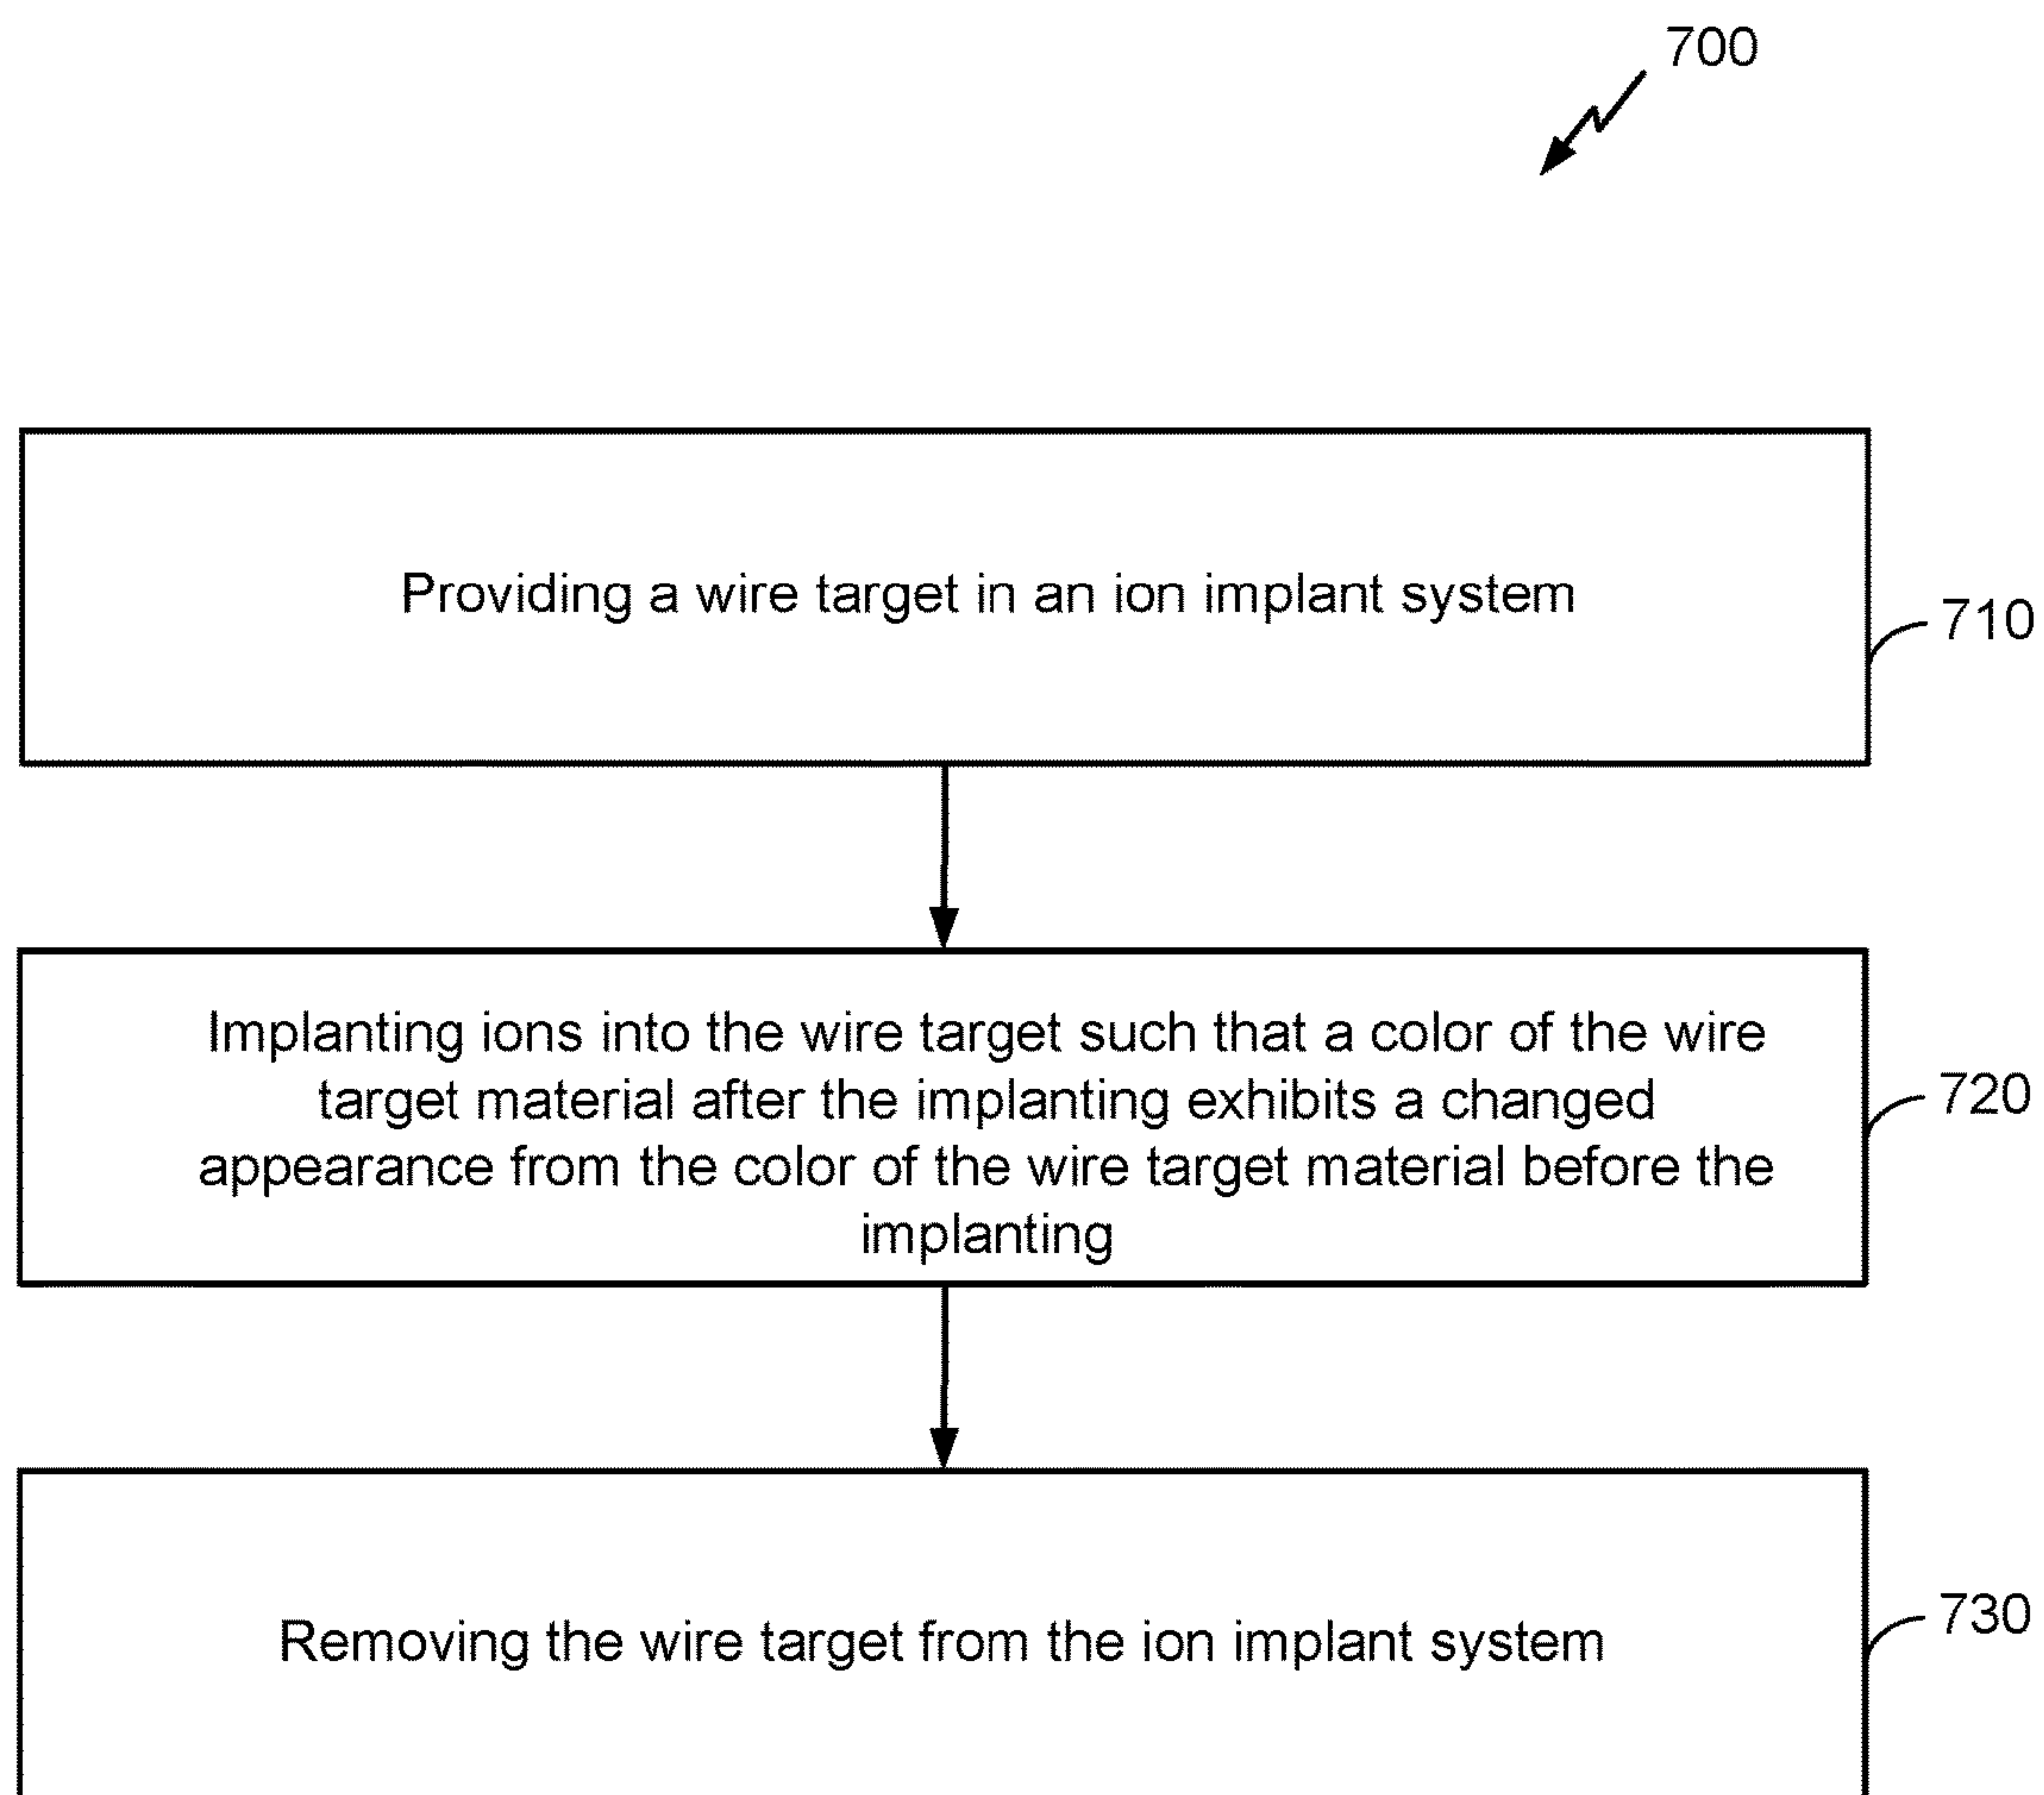 700
Providing a wire target in an ion implant system
710
Implanting ions into the wire target such that a color of the wire
target material after the implanting exhibits a changed
appearance from the color of the wire target material before the
implanting
720
Removing the wire target from the ion implant system
730